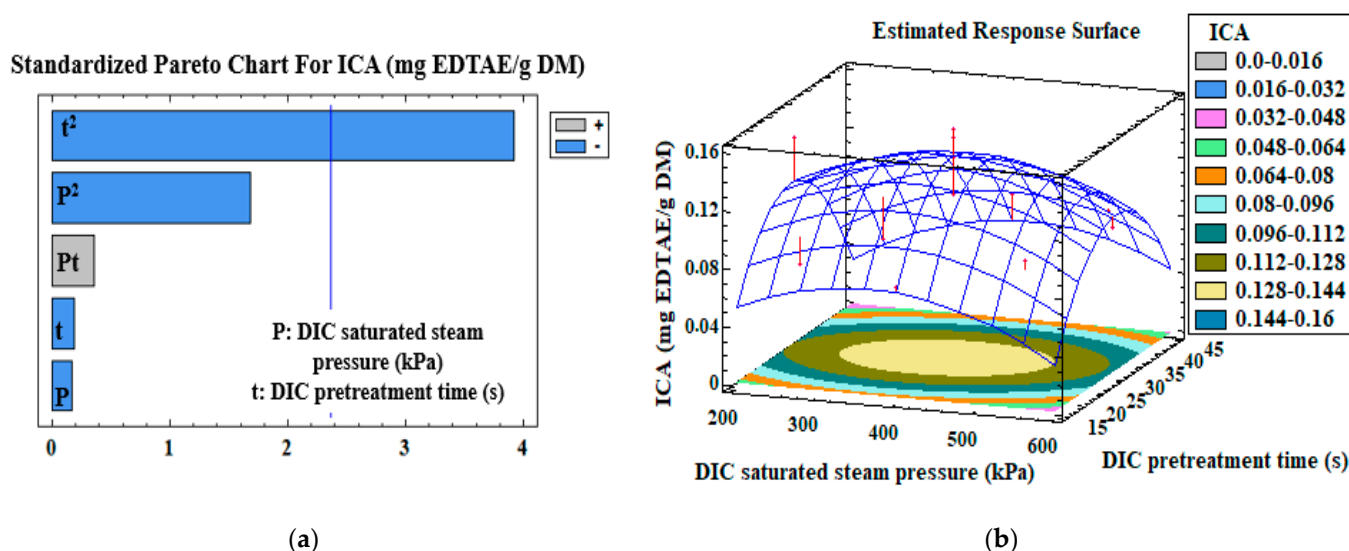 Standardized Pareto Chart For ICA (mg EDTAE/g DM)
t²
P²
Pt
t
P
+
-
P: DIC saturated steam
pressure (kPa)
t: DIC pretreatment time (s)
0 1 2 3 4
(a)
Estimated Response Surface
ICA (mg EDTAE/g DM)
0.16
0.12
0.08
0.04
0
200 300 400 500 600
DIC saturated steam pressure (kPa)
15 20 25 30 35 40 45
DIC pretreatment time (s)
ICA
0.0-0.016
0.016-0.032
0.032-0.048
0.048-0.064
0.064-0.08
0.08-0.096
0.096-0.112
0.112-0.128
0.128-0.144
0.144-0.16
(b)